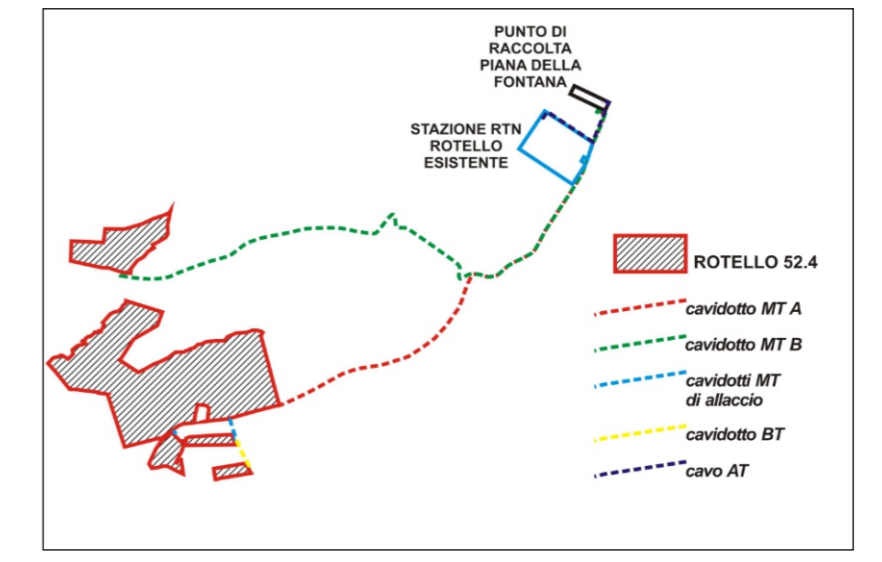 PUNTO DI
RACCOLTA
PIANA DELLA
FONTANA
STAZIONE RTN
ROTELLO
ESISTENTE
ROTELLO 52.4
cavidotto MT A
cavidotto MT B
cavidotti MT
di allaccio
cavidotto BT
cavo AT